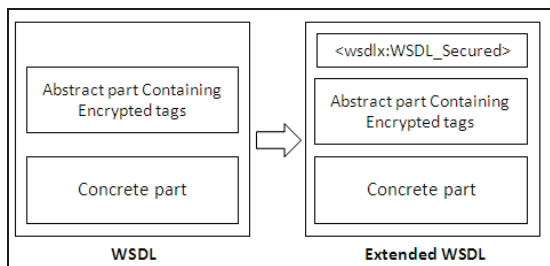 Abstract part Containing
Encrypted tags
Concrete part
WSDL
<wsdlx:WSDL_Secured>
Abstract part Containing
Encrypted tags
Concrete part
Extended WSDL